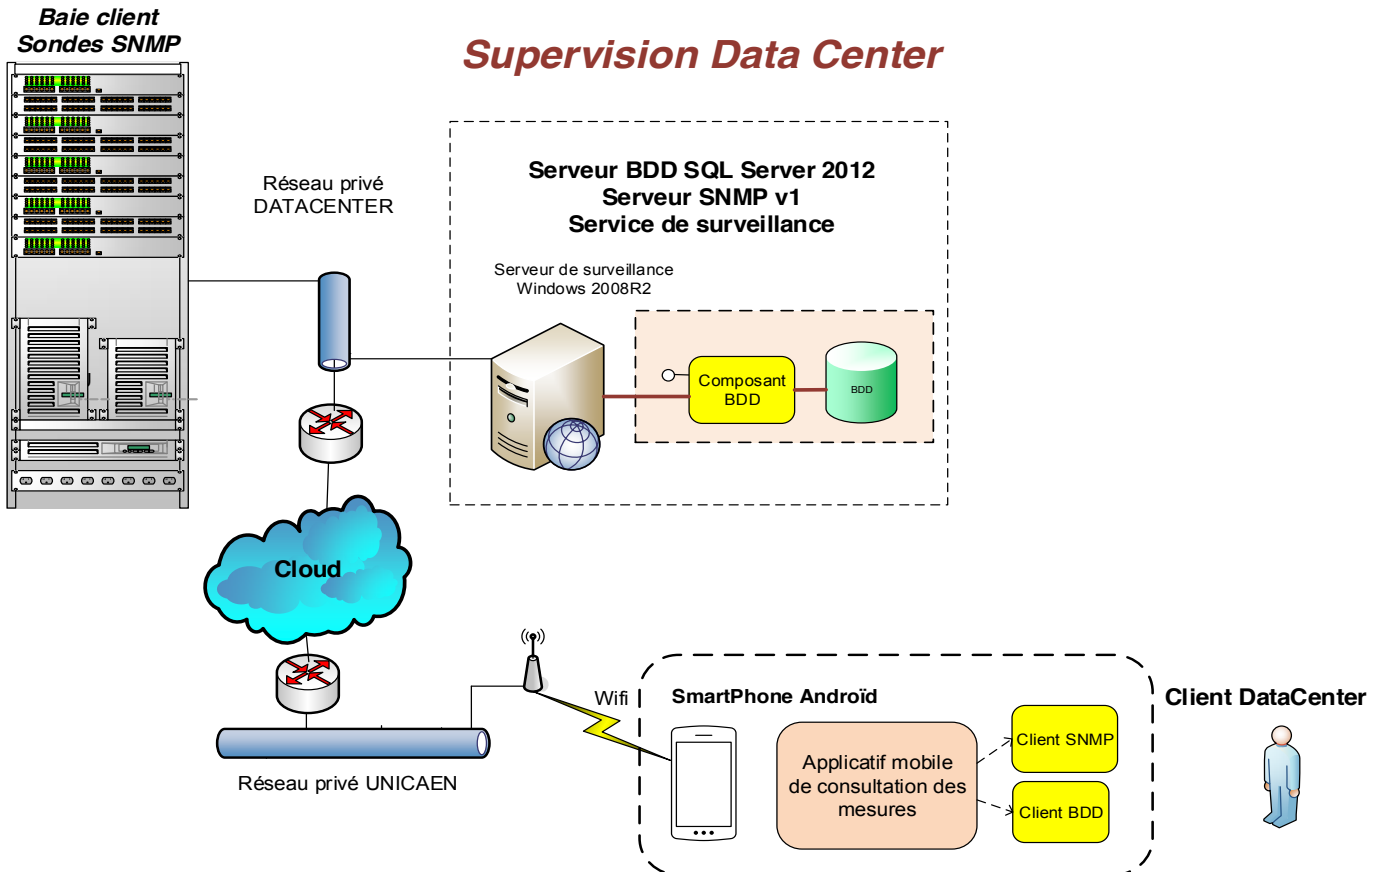 Baie client
Sondes SNMP
Supervision Data Center
Réseau privé
DATACENTER
Serveur BDD SQL Server 2012
Serveur SNMP v1
Service de surveillance
Serveur de surveillance
Windows 2008R2
Composant
BDD
BDD
Cloud
Wifi
SmartPhone Androïd
Client DataCenter
Applicatif mobile
de consultation des
mesures
Client SNMP
Client BDD
Réseau privé UNICAEN